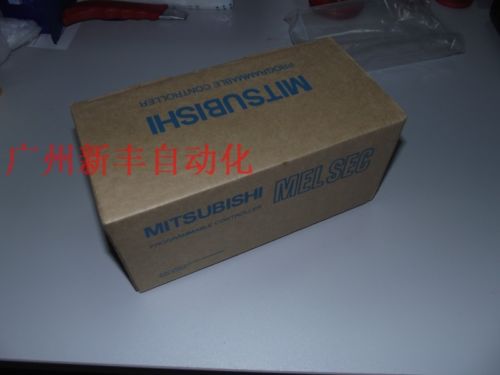 PROGRAMMABLE CONTROLLER
MITSUBISHI
广州新丰自动化
MITSUBISHI
MELSEC
PROGRAMMABLE CONTROLLER